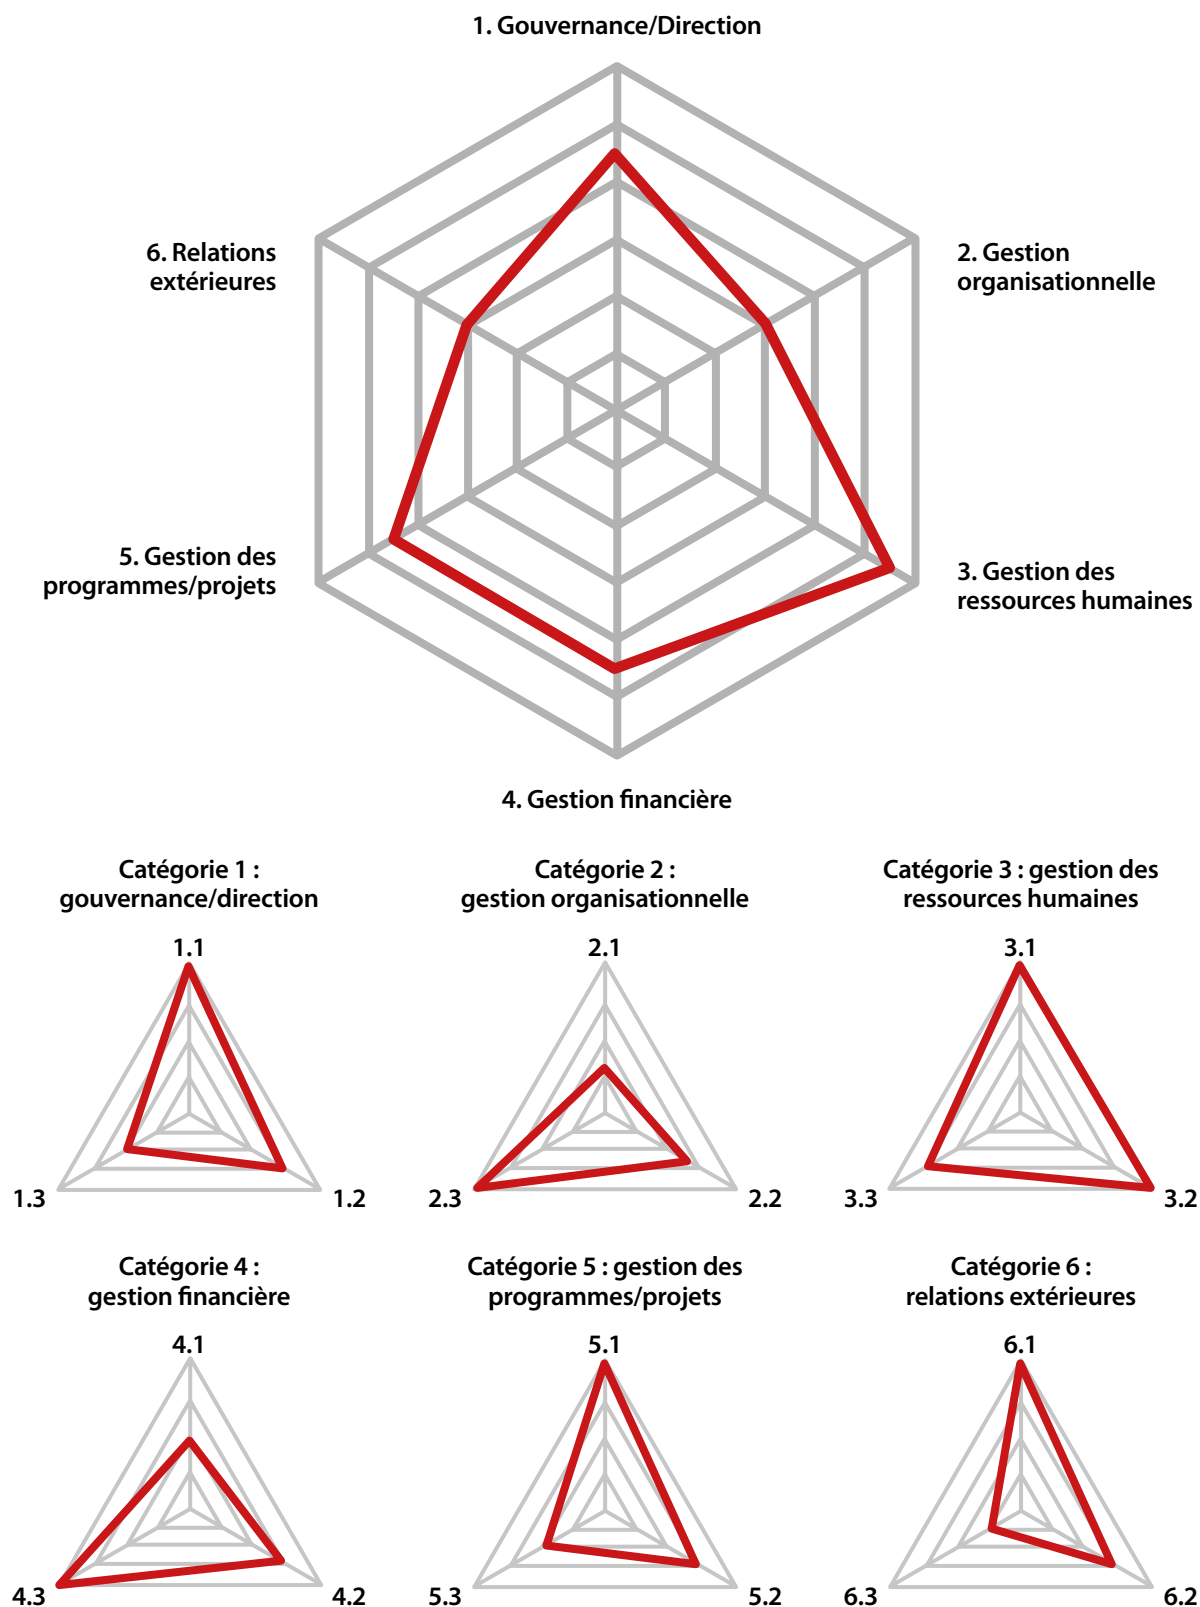 1. Gouvernance/Direction
6. Relations
extérieures
2. Gestion
organisationnelle
5. Gestion des
programmes/projets
3. Gestion des
ressources humaines
4. Gestion financière
Catégorie 1 :
gouvernance/direction
Catégorie 2 :
gestion organisationnelle
Catégorie 3 : gestion des
ressources humaines
1.1
2.1
3.1
1.3
1.2
2.3
2.2
3.3
3.2
Catégorie 4 :
gestion financière
Catégorie 5 : gestion des
programmes/projets
Catégorie 6 :
relations extérieures
4.1
5.1
6.1
4.3
4.2
5.3
5.2
6.3
6.2